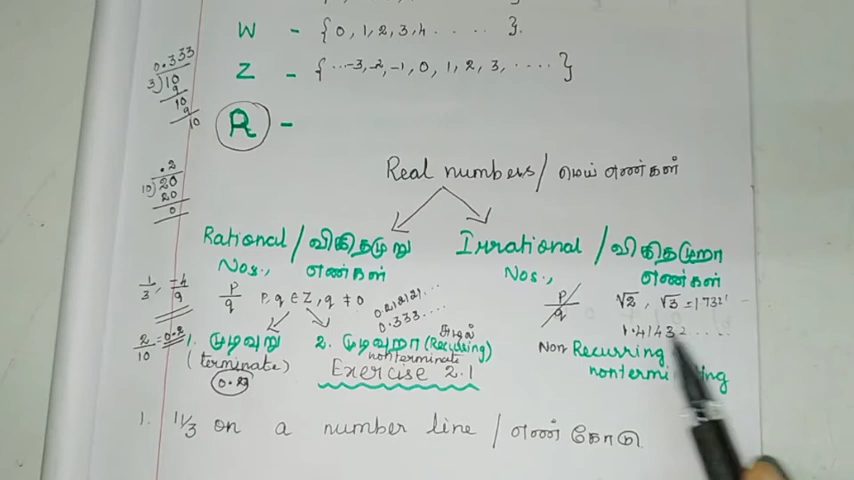 W - {0, 1, 2, 3, 4 . . . . . }.
Z - {...-3, -2, -1, 0, 1, 2, 3, ....}
R -
0.333
3)10
9
10
9
10
.2
10)20
20
0
Real numbers/ மெய் எண்கள்
Rational / விகிதமுறு
Nos., எண்கள்
Irrational / விகிதமுறா
Nos., எண்கள்
p/q p, q ∈ Z, q ≠ 0
1/3, -4/9
2/10 = 0.2
0.212121...
0.333....
p/q
√2, √3 = 1.732
1.41432 ....
1. முடிவுறு
(terminate)
0.2
2. முடிவுறா (Recurring)
சுழல்
nonterminate
Non Recurring
Exercise 2.1
1. 11/3 on a number line / எண் கோடு